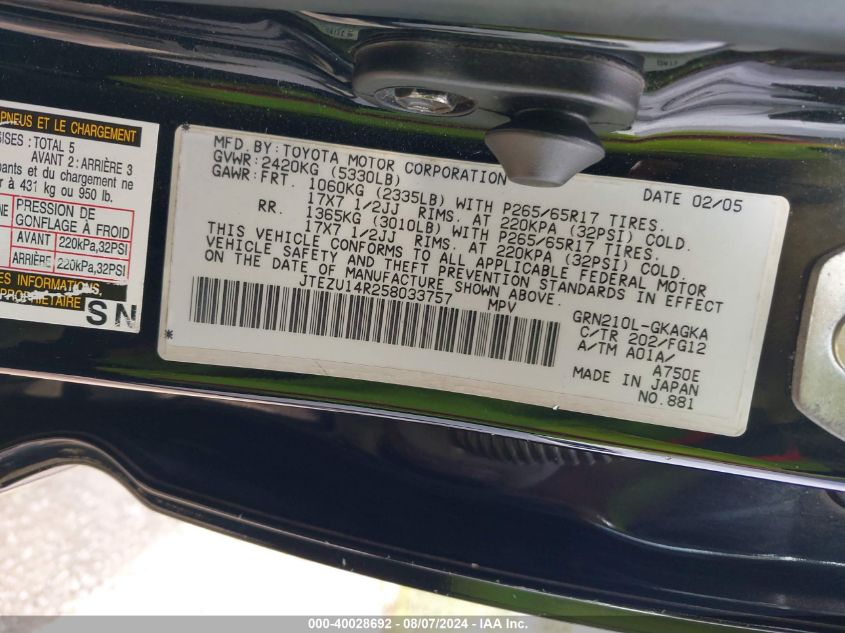 PNEUS ET LE CHARGEMENT
TOTAL 5
AVANT 2: ARRIÈRE 3
et du chargement ne
r à 431 kg ou 950 lb.
PRESSION DE
GONFLAGE À FROID
AVANT 220kPa,32PSI
ARRIÈRE 220kPa,32PSI
INFORMATIONS,
PROPRIÉTAIRE
SN
MFD. BY: TOYOTA MOTOR CORPORATION
DATE 02/05
GVWR: 2420KG (5330LB)
GAWR: FRT. 1060KG (2335LB) WITH P265/65R17 TIRES.
17X7 1/2JJ RIMS. AT 220KPA (32PSI) COLD.
RR. 1365KG (3010LB) WITH P265/65R17 TIRES.
17X7 1/2JJ RIMS. AT 220KPA (32PSI) COLD.
THIS VEHICLE CONFORMS TO ALL APPLICABLE FEDERAL MOTOR
VEHICLE SAFETY AND THEFT PREVENTION STANDARDS IN EFFECT
ON THE DATE OF MANUFACTURE SHOWN ABOVE.
JTEZU14R258033757 MPV
GRN210L-GKAGKA
C/TR 202/FG12
A/TM A01A/
A750E
MADE IN JAPAN
NO.881
000-40028692 - 08/07/2024 - IAA Inc.